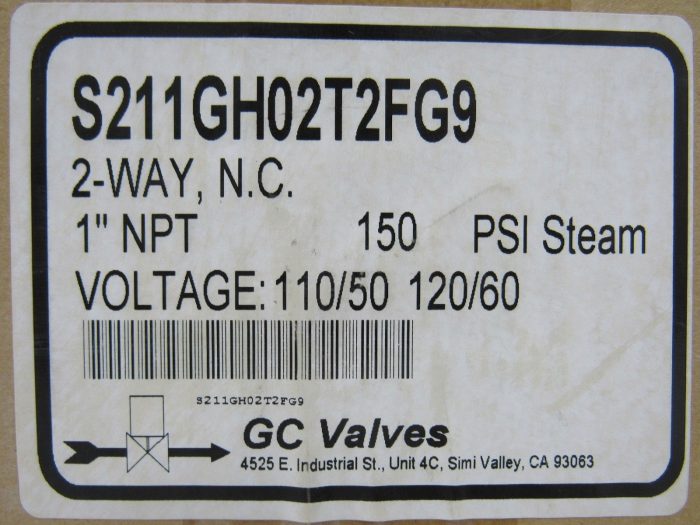 S211GH02T2FG9
2-WAY, N.C.
1" NPT 150 PSI Steam
VOLTAGE: 110/50 120/60
S211GH02T2FG9
GC Valves
4525 E. Industrial St., Unit 4C, Simi Valley, CA 93063